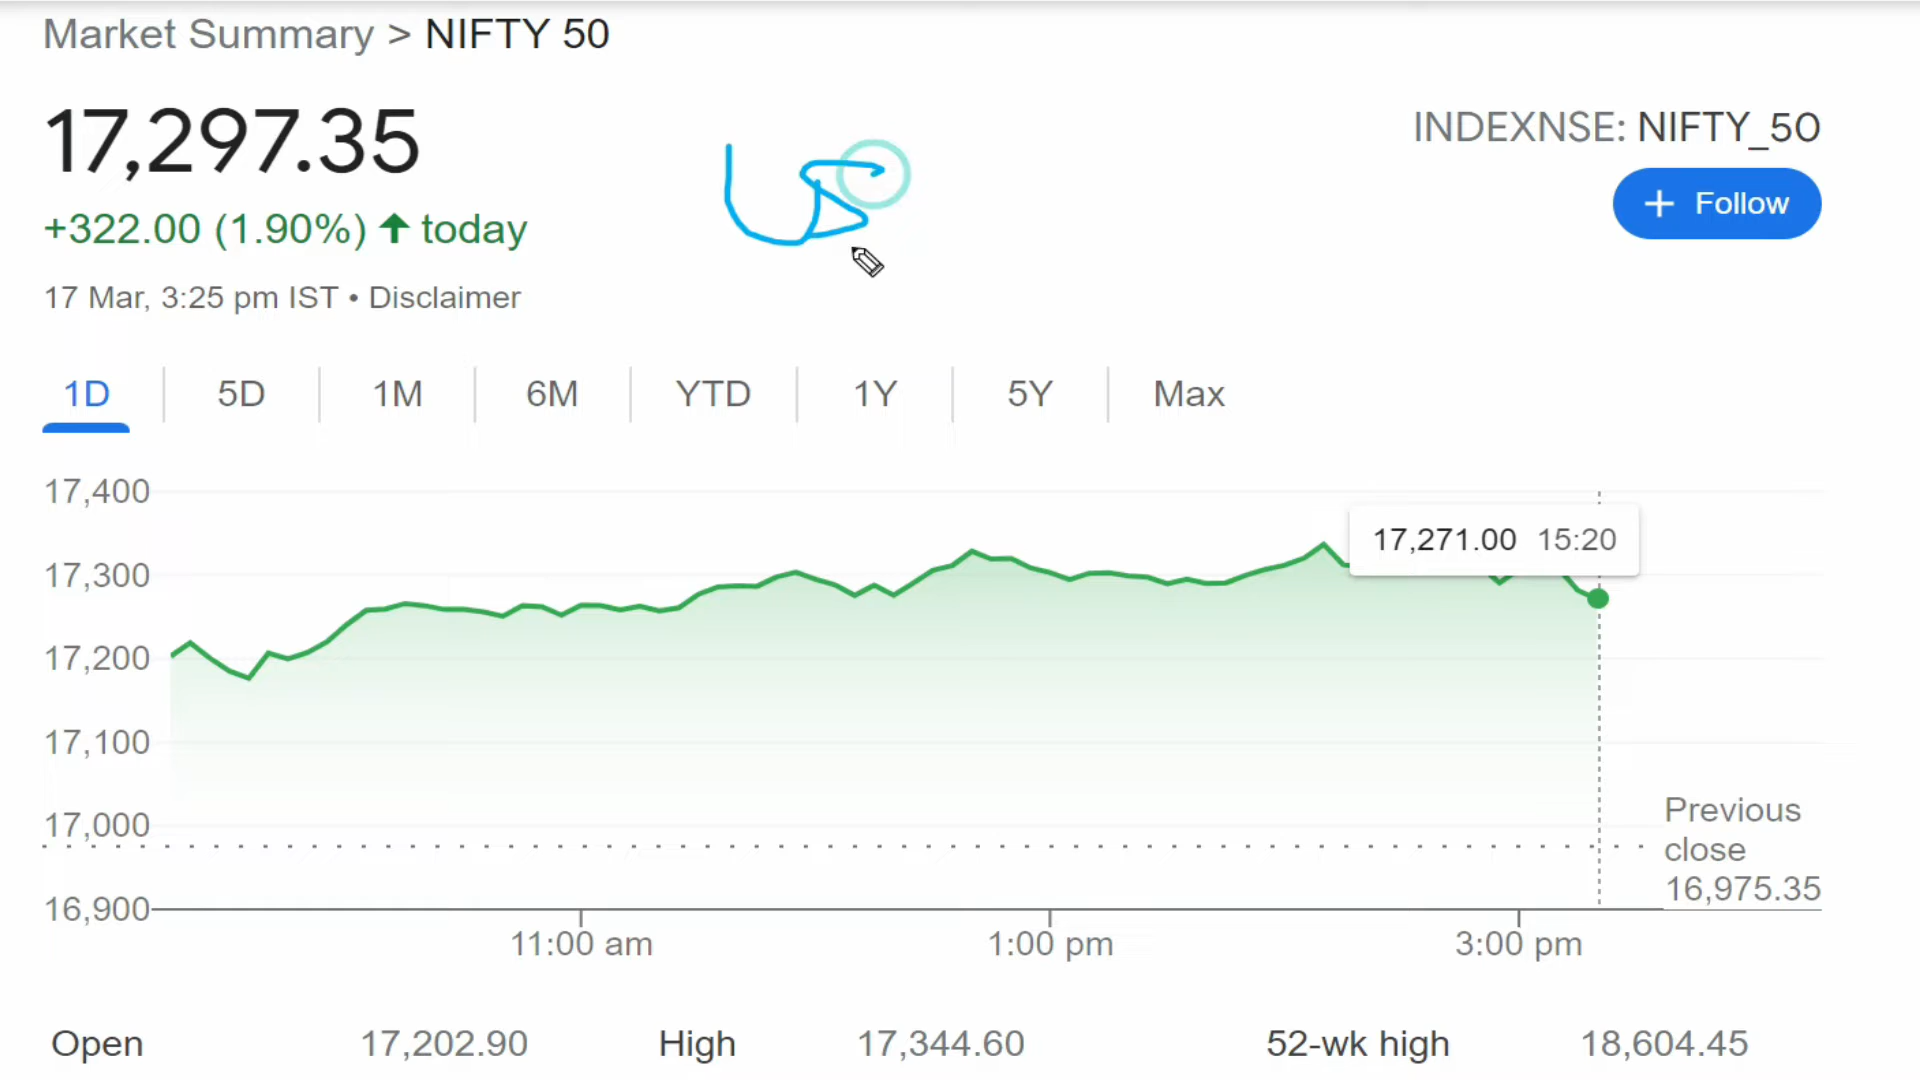 Market Summary > NIFTY 50
17,297.35
+322.00 (1.90%) ↑ today
17 Mar, 3:25 pm IST • Disclaimer
US
INDEXNSE: NIFTY_50
+ Follow
1D 5D 1M 6M YTD 1Y 5Y Max
17,400
17,300
17,200
17,100
17,000
16,900
17,271.00 15:20
Previous
close
16,975.35
11:00 am 1:00 pm 3:00 pm
Open 17,202.90 High 17,344.60 52-wk high 18,604.45